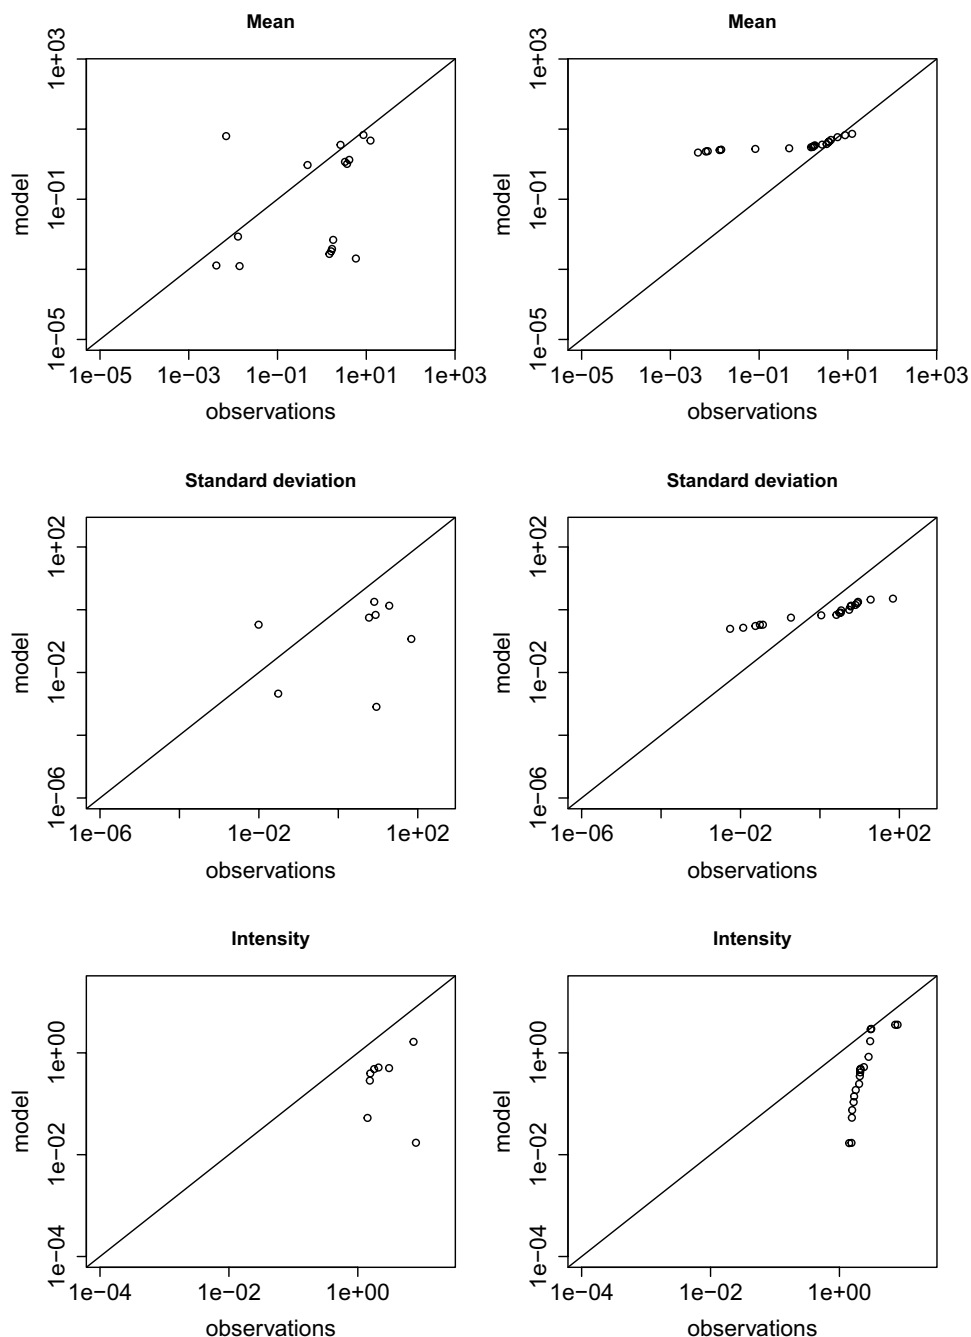 Mean
Mean
1e+03
1e−01
1e−05
model
1e−05 1e−03 1e−01 1e+01 1e+03
observations
1e+03
1e−01
1e−05
model
1e−05 1e−03 1e−01 1e+01 1e+03
observations
Standard deviation
Standard deviation
1e+02
1e−02
1e−06
model
1e−06 1e−02 1e+02
observations
1e+02
1e−02
1e−06
model
1e−06 1e−02 1e+02
observations
Intensity
Intensity
1e+00
1e−02
1e−04
model
1e−04 1e−02 1e+00
observations
1e+00
1e−02
1e−04
model
1e−04 1e−02 1e+00
observations